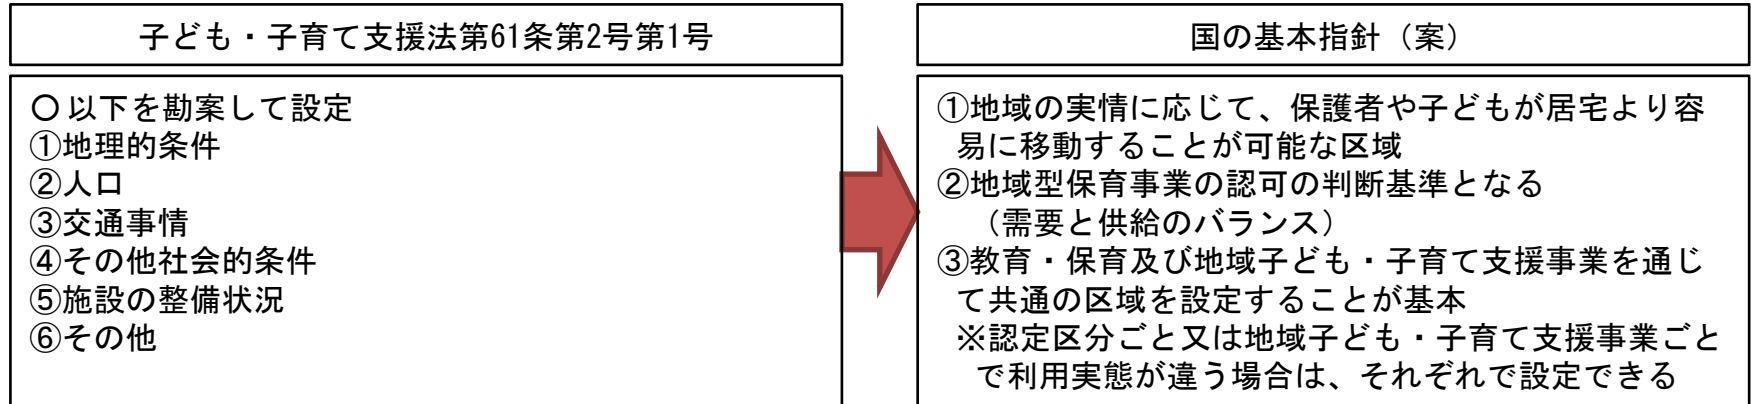 子ども・子育て支援法第61条第2号第1号
〇以下を勘案して設定
①地理的条件
②人口
③交通事情
④その他社会的条件
⑤施設の整備状況
⑥その他
国の基本指針（案）
①地域の実情に応じて、保護者や子どもが居宅より容
易に移動することが可能な区域
②地域型保育事業の認可の判断基準となる
（需要と供給のバランス）
③教育・保育及び地域子ども・子育て支援事業を通じ
て共通の区域を設定することが基本
※認定区分ごと又は地域子ども・子育て支援事業ごと
で利用実態が違う場合は、それぞれで設定できる